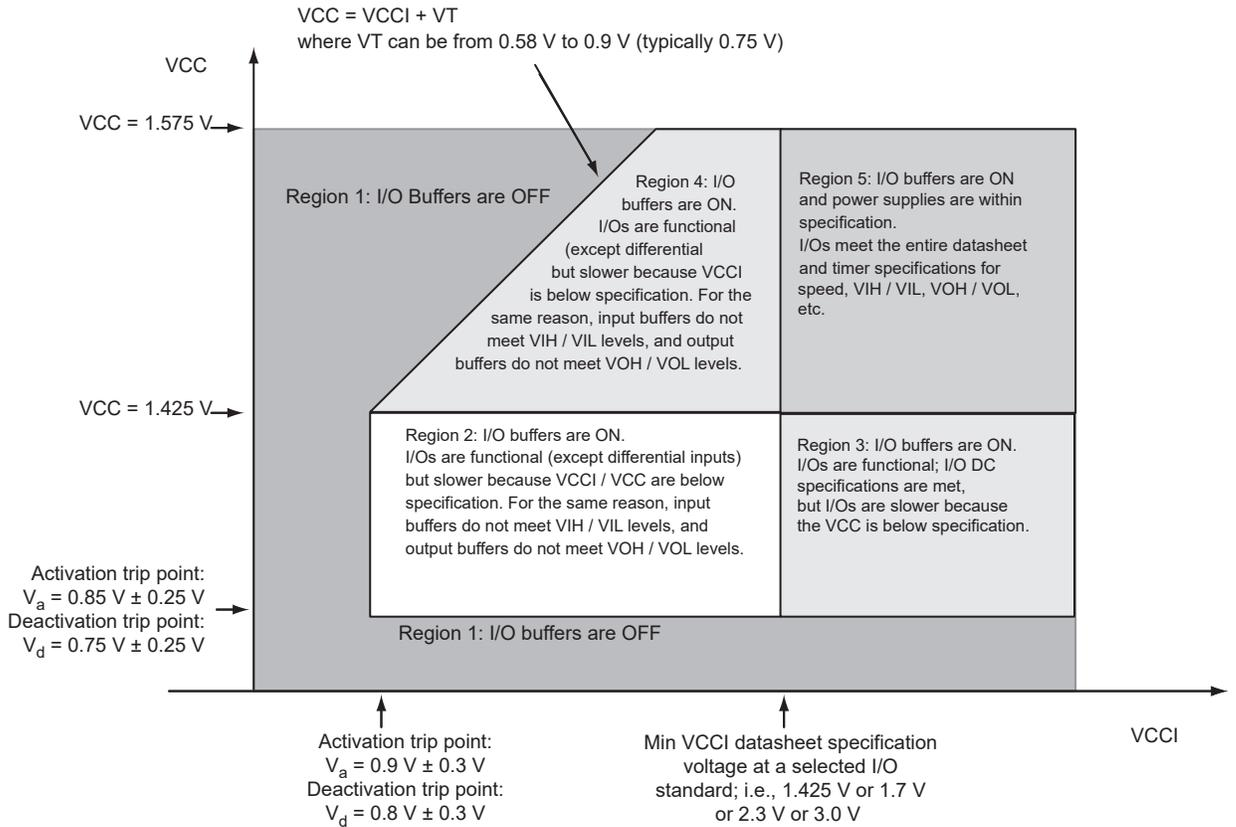 VCC = VCCI + VT
where VT can be from 0.58 V to 0.9 V (typically 0.75 V)
VCC
VCC = 1.575 V
Region 1: I/O Buffers are OFF
Region 4: I/O
buffers are ON.
I/Os are functional
(except differential
but slower because VCCI
is below specification. For the
same reason, input buffers do not
meet VIH / VIL levels, and output
buffers do not meet VOH / VOL levels.
Region 5: I/O buffers are ON
and power supplies are within
specification.
I/Os meet the entire datasheet
and timer specifications for
speed, VIH / VIL, VOH / VOL,
etc.
VCC = 1.425 V
Region 2: I/O buffers are ON.
I/Os are functional (except differential inputs)
but slower because VCCI / VCC are below
specification. For the same reason, input
buffers do not meet VIH / VIL levels, and
output buffers do not meet VOH / VOL levels.
Region 3: I/O buffers are ON.
I/Os are functional; I/O DC
specifications are met,
but I/Os are slower because
the VCC is below specification.
Activation trip point:
Va = 0.85 V ± 0.25 V
Deactivation trip point:
Vd = 0.75 V ± 0.25 V
Region 1: I/O buffers are OFF
VCCI
Activation trip point:
Va = 0.9 V ± 0.3 V
Deactivation trip point:
Vd = 0.8 V ± 0.3 V
Min VCCI datasheet specification
voltage at a selected I/O
standard; i.e., 1.425 V or 1.7 V
or 2.3 V or 3.0 V